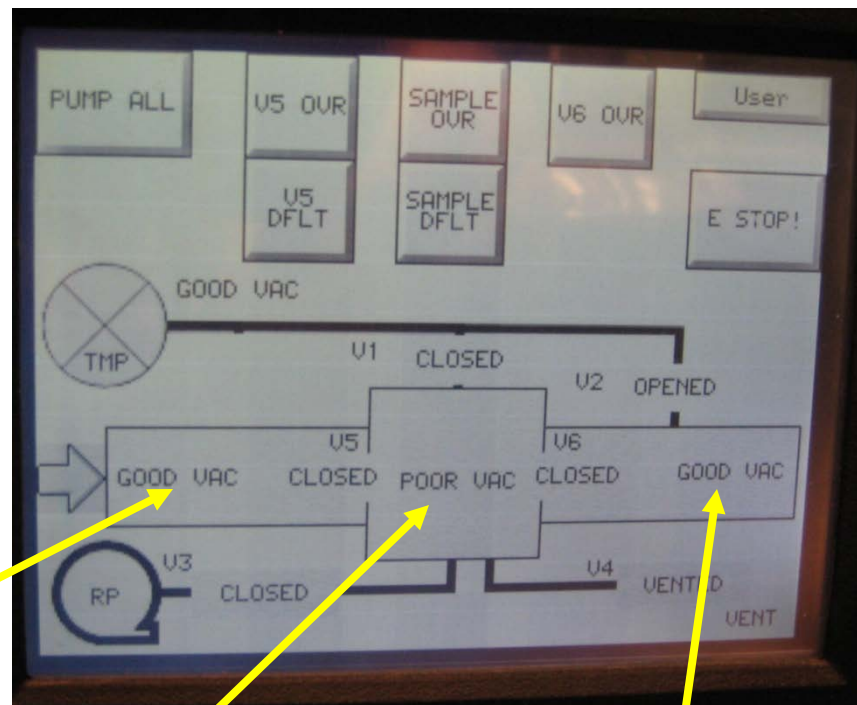 PUMP ALL
V5 OVR
SAMPLE
OVR
V6 OVR
User
V5
DFLT
SAMPLE
DFLT
E STOP!
GOOD VAC
TMP
V1
CLOSED
V2
OPENED
V5
V6
GOOD VAC
CLOSED
POOR VAC
CLOSED
GOOD VAC
V3
V4
RP
CLOSED
VENTED
VENT